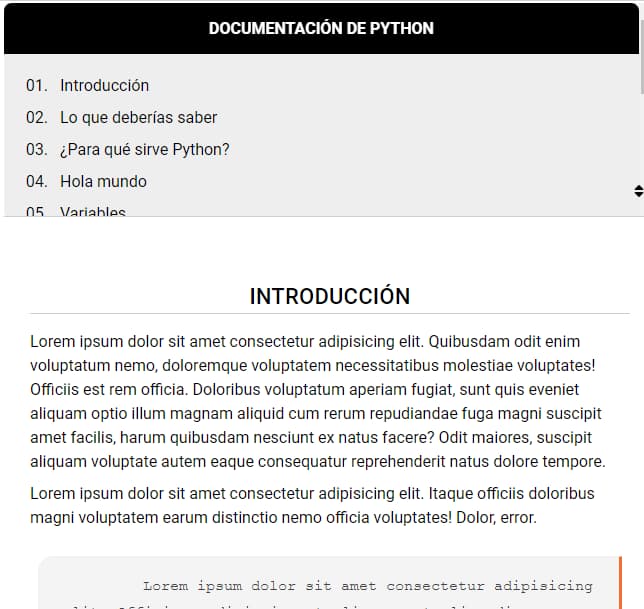 DOCUMENTACIÓN DE PYTHON
01. Introducción
02. Lo que deberías saber
03. ¿Para qué sirve Python?
04. Hola mundo
05. Variables
INTRODUCCIÓN
Lorem ipsum dolor sit amet consectetur adipisicing elit. Quibusdam odit enim
voluptatum nemo, doloremque voluptatem necessitatibus molestiae voluptates!
Officiis est rem officia. Doloribus voluptatum aperiam fugiat, sunt quis eveniet
aliquam optio illum magnam aliquid cum rerum repudiandae fuga magni suscipit
amet facilis, harum quibusdam nesciunt ex natus facere? Odit maiores, suscipit
aliquam voluptate autem eaque consequatur reprehenderit natus dolore tempore.
Lorem ipsum dolor sit amet consectetur adipisicing elit. Itaque officiis doloribus
magni voluptatem earum distinctio nemo officia voluptates! Dolor, error.
Lorem ipsum dolor sit amet consectetur adipisicing